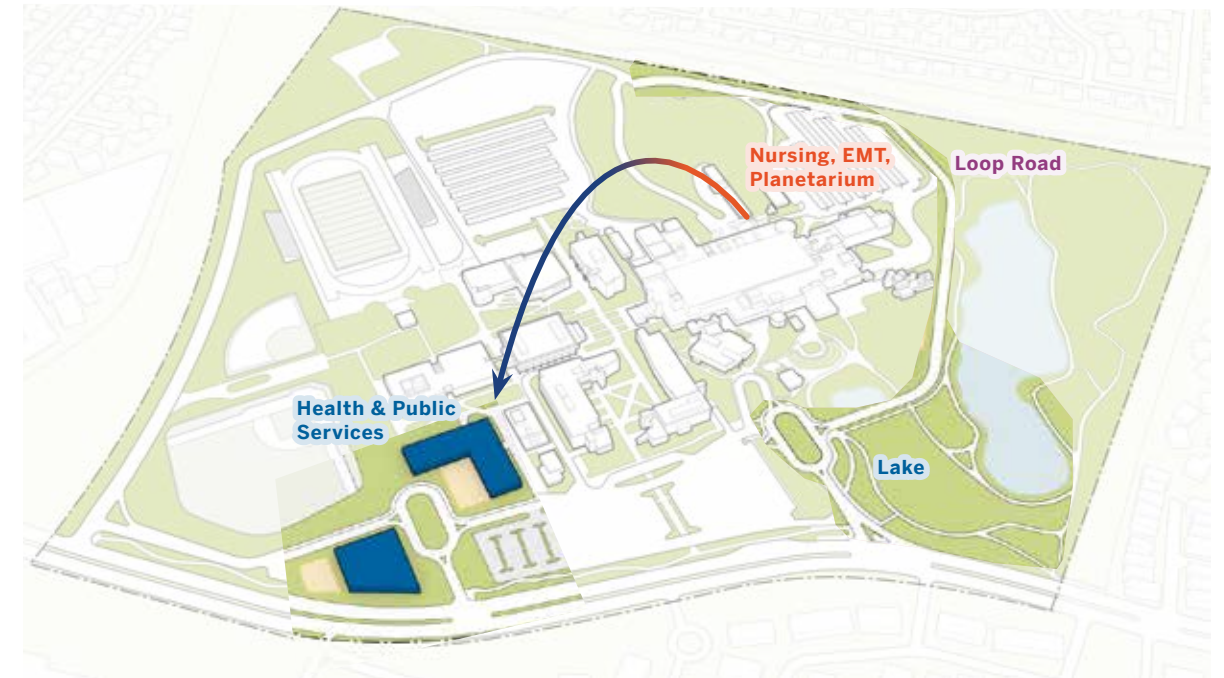 Nursing, EMT,
Planetarium
Loop Road
Health & Public
Services
Lake